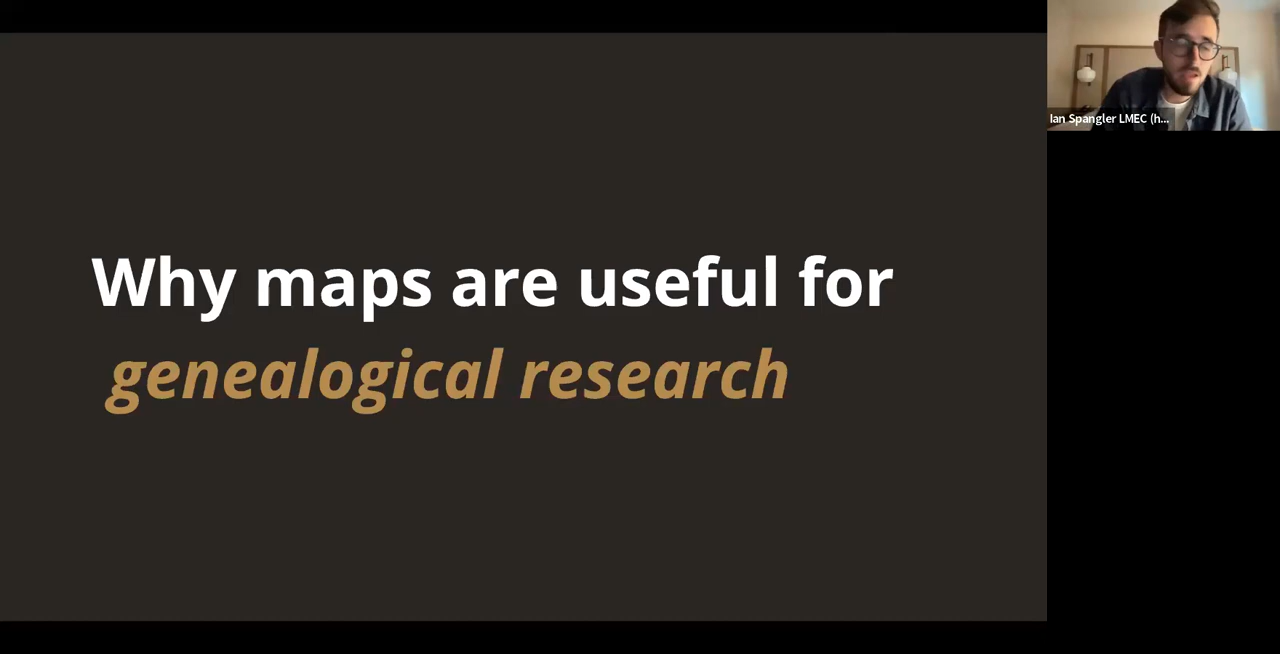 Why maps are useful for
genealogical research
Ian Spangler LMEC (h...